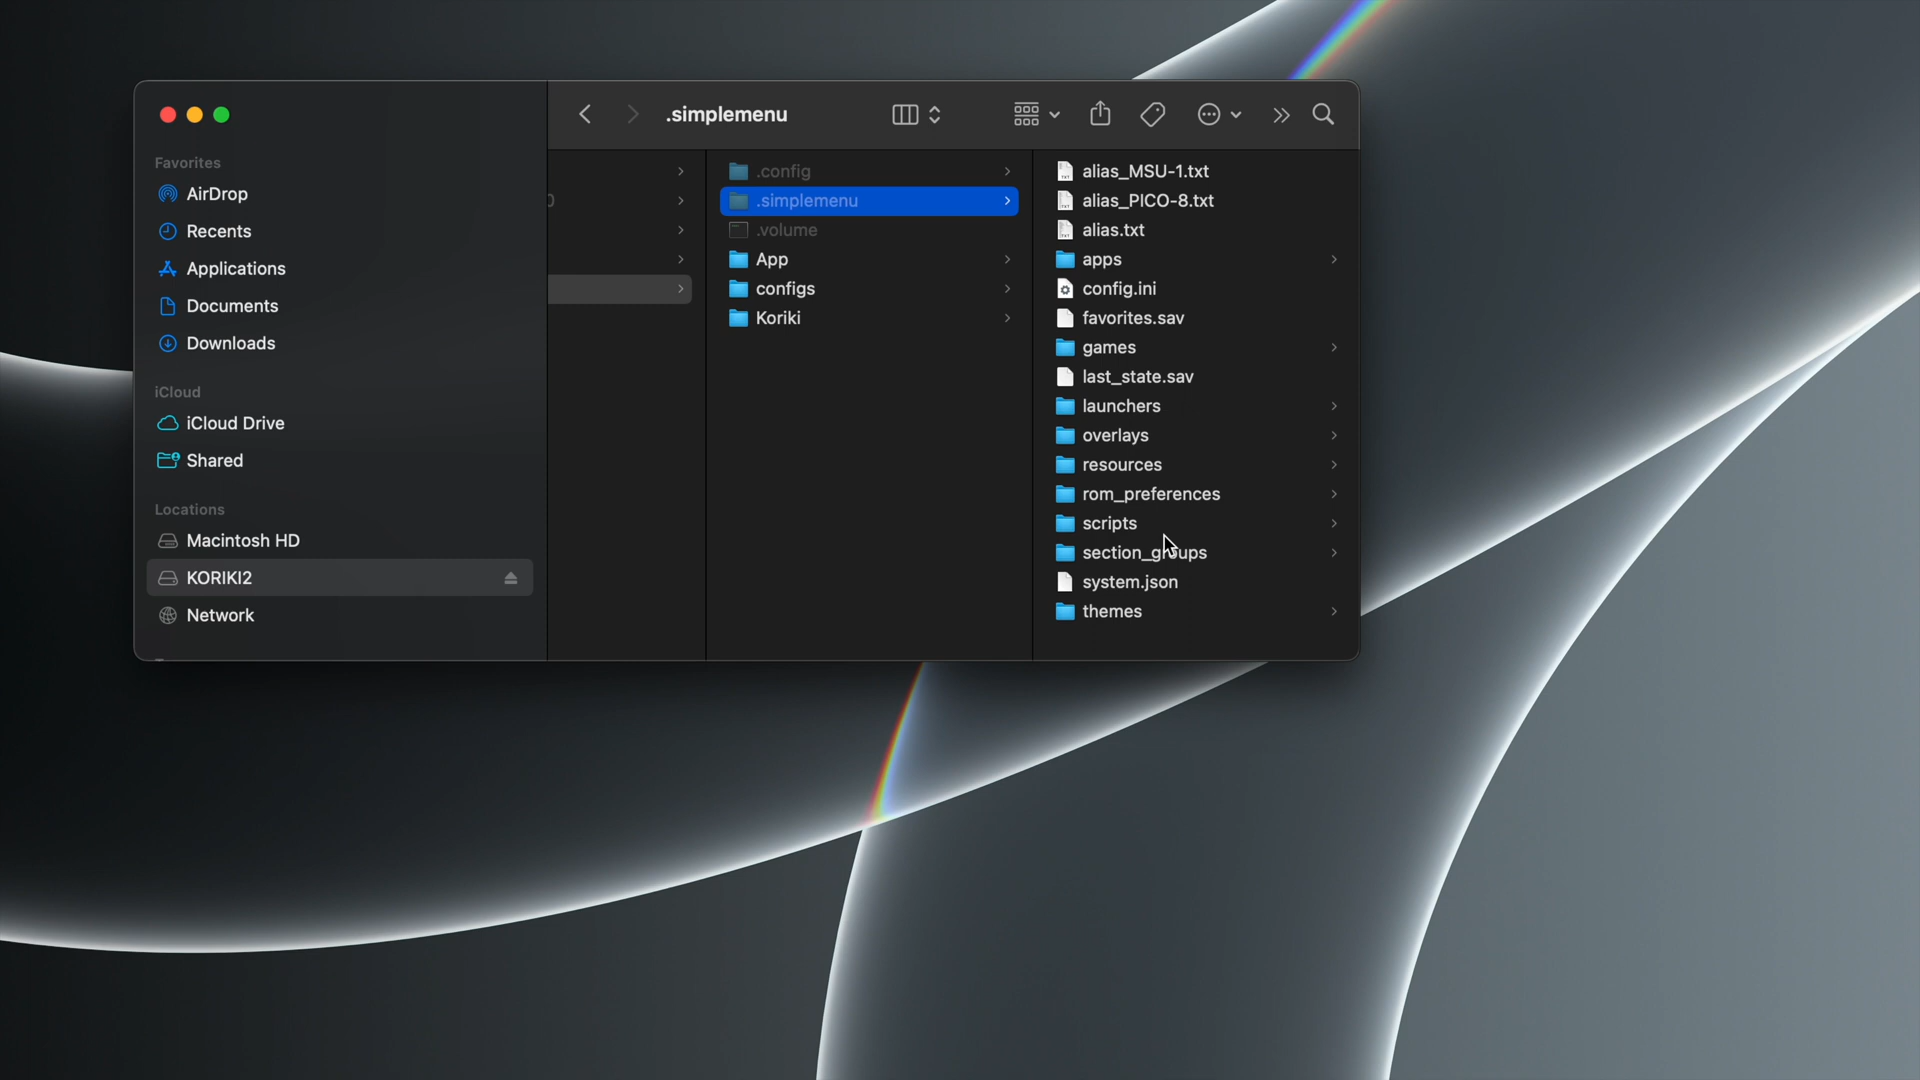 .simplemenu
Favorites
AirDrop
Recents
Applications
Documents
Downloads
iCloud
iCloud Drive
Shared
Locations
Macintosh HD
KORIKI2
Network
.config
.simplemenu
.volume
App
configs
Koriki
alias_MSU-1.txt
alias_PICO-8.txt
alias.txt
apps
config.ini
favorites.sav
games
last_state.sav
launchers
overlays
resources
rom_preferences
scripts
section_groups
system.json
themes